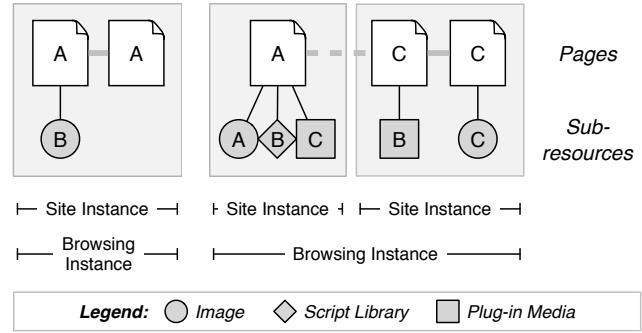 A A A C C
Pages
B A B C B C
Sub-
resources
Site Instance Site Instance Site Instance
Browsing
Instance
Browsing Instance
Legend: Image Script Library Plug-in Media